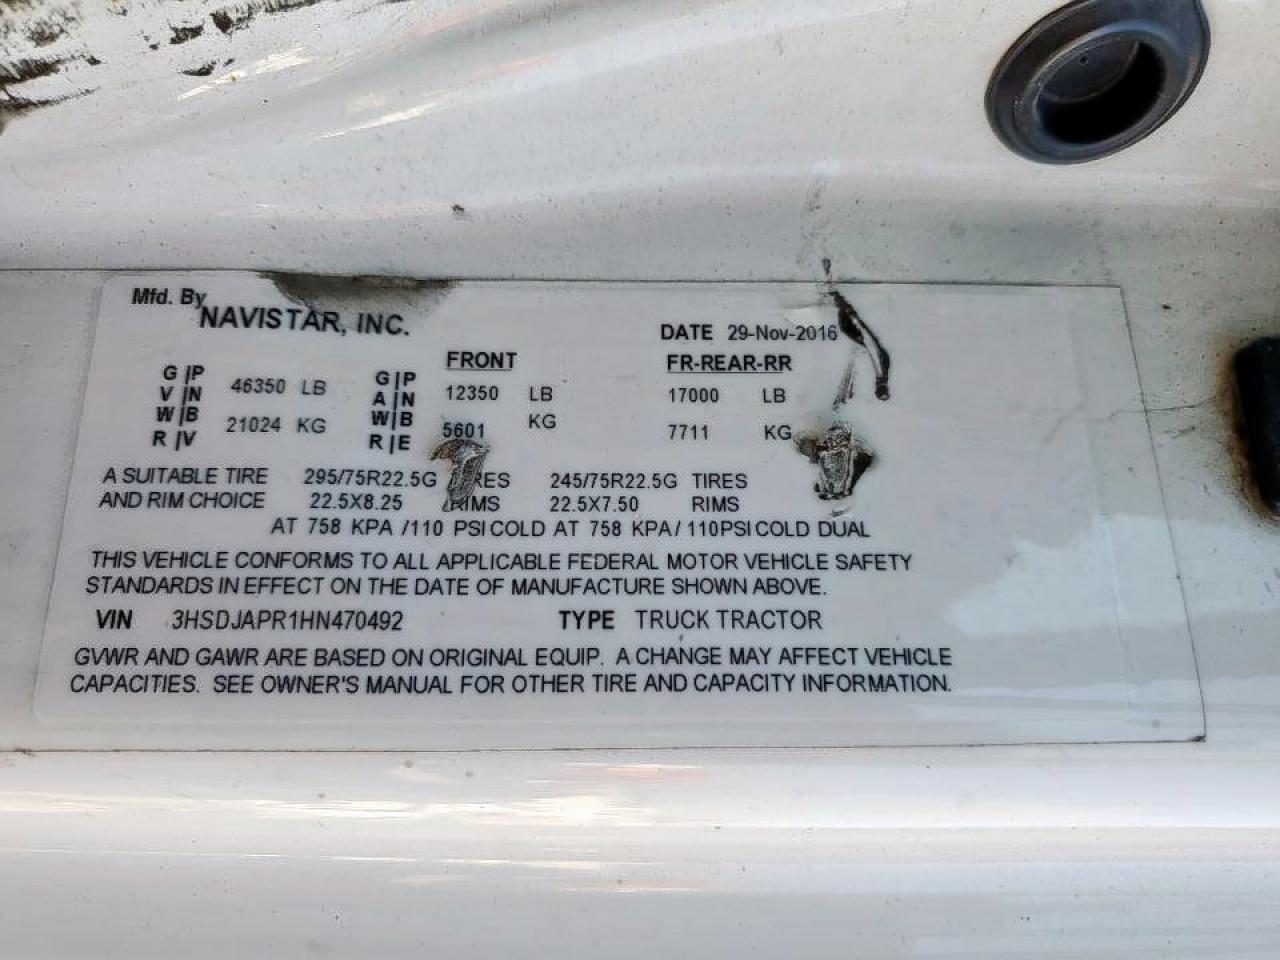 Mfd. By
NAVISTAR, INC.
DATE 29-Nov-2016
FRONT FR-REAR-RR
G|P V|N W|B R|V 46350 LB G|P A|N W|B R|E 12350 LB 17000 LB
21024 KG 5601 KG 7711 KG
A SUITABLE TIRE 295/75R22.5G 245/75R22.5G TIRES
AND RIM CHOICE 22.5X8.25 22.5X7.50 RIMS
AT 758 KPA /110 PSI COLD AT 758 KPA/ 110PSI COLD DUAL
THIS VEHICLE CONFORMS TO ALL APPLICABLE FEDERAL MOTOR VEHICLE SAFETY
STANDARDS IN EFFECT ON THE DATE OF MANUFACTURE SHOWN ABOVE.
VIN 3HSDJAPR1HN470492 TYPE TRUCK TRACTOR
GVWR AND GAWR ARE BASED ON ORIGINAL EQUIP. A CHANGE MAY AFFECT VEHICLE
CAPACITIES. SEE OWNER'S MANUAL FOR OTHER TIRE AND CAPACITY INFORMATION.